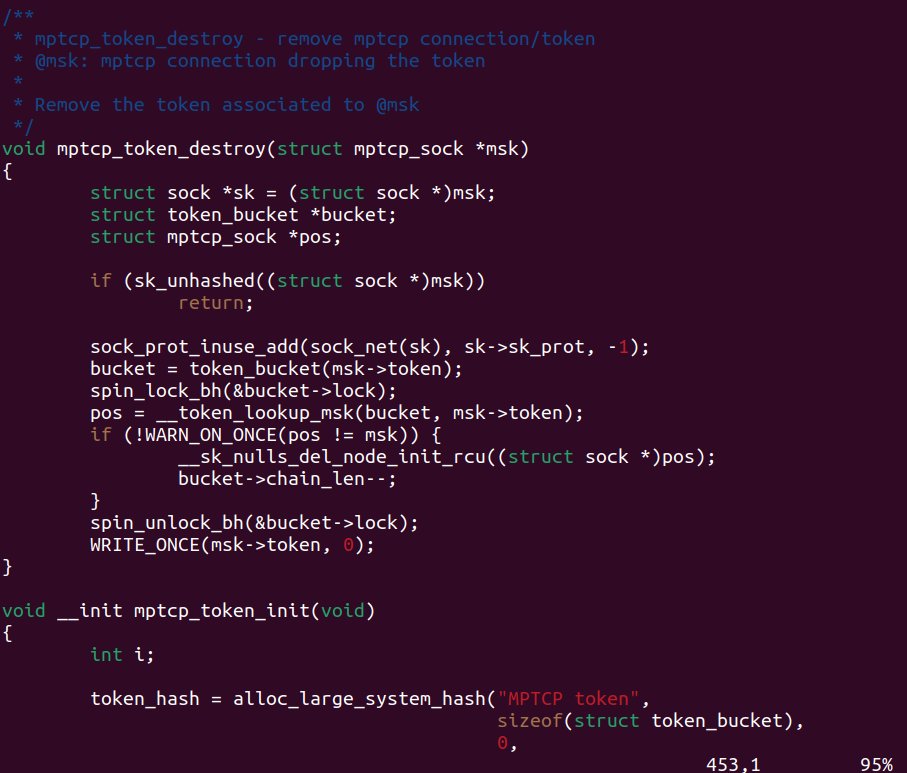 /**
 * mptcp_token_destroy - remove mptcp connection/token
 * @msk: mptcp connection dropping the token
 *
 * Remove the token associated to @msk
 */
void mptcp_token_destroy(struct mptcp_sock *msk)
{
        struct sock *sk = (struct sock *)msk;
        struct token_bucket *bucket;
        struct mptcp_sock *pos;

        if (sk_unhashed((struct sock *)msk))
                return;

        sock_prot_inuse_add(sock_net(sk), sk->sk_prot, -1);
        bucket = token_bucket(msk->token);
        spin_lock_bh(&bucket->lock);
        pos = __token_lookup_msk(bucket, msk->token);
        if (!WARN_ON_ONCE(pos != msk)) {
                __sk_nulls_del_node_init_rcu((struct sock *)pos);
                bucket->chain_len--;
        }
        spin_unlock_bh(&bucket->lock);
        WRITE_ONCE(msk->token, 0);
}

void __init mptcp_token_init(void)
{
        int i;

        token_hash = alloc_large_system_hash("MPTCP token",
                                             sizeof(struct token_bucket),
                                             0,
453,1 95%